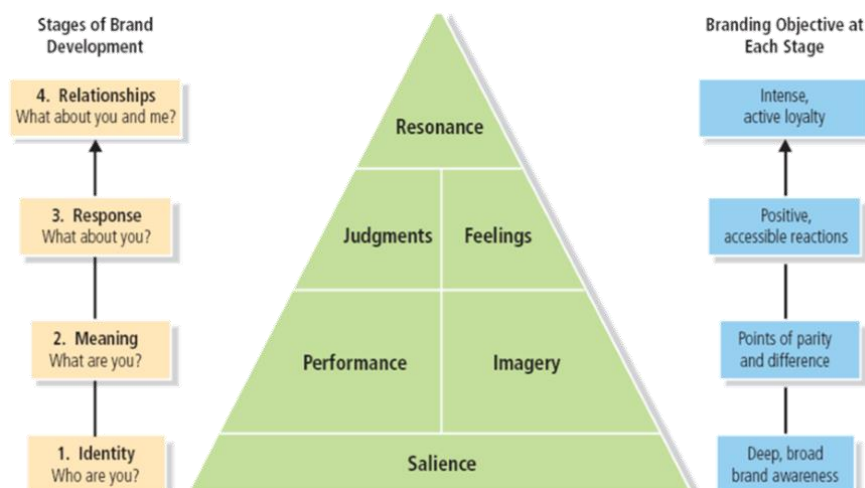 Stages of Brand
Development
4. Relationships
What about you and me?
3. Response
What about you?
2. Meaning
What are you?
1. Identity
Who are you?
Resonance
Judgments
Feelings
Performance
Imagery
Salience
Branding Objective at
Each Stage
Intense,
active loyalty
Positive,
accessible reactions
Points of parity
and difference
Deep, broad
brand awareness